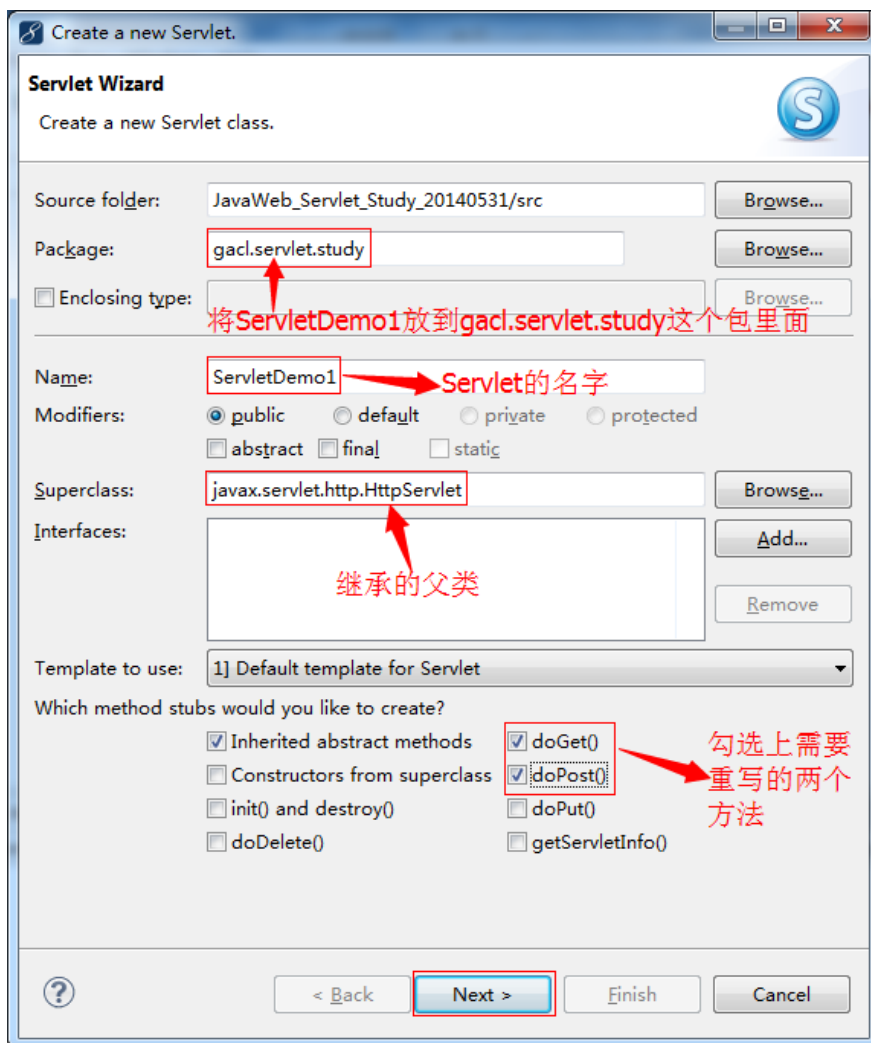 Create a new Servlet.
Servlet Wizard
Create a new Servlet class.
Source folder: JavaWeb_Servlet_Study_20140531/src Browse...
Package: gacl.servlet.study Browse...
Enclosing type: Browse...
将ServletDemo1放到gacl.servlet.study这个包里面
Name: ServletDemo1 Servlet的名字
Modifiers: public default private protected
abstract final static
Superclass: javax.servlet.http.HttpServlet Browse...
Interfaces: Add...
继承的父类
Remove
Template to use: 1] Default template for Servlet
Which method stubs would you like to create?
Inherited abstract methods doGet()
Constructors from superclass doPost()
init() and destroy() doPut()
doDelete() getServletInfo()
勾选上需要
重写的两个
方法
< Back Next > Finish Cancel